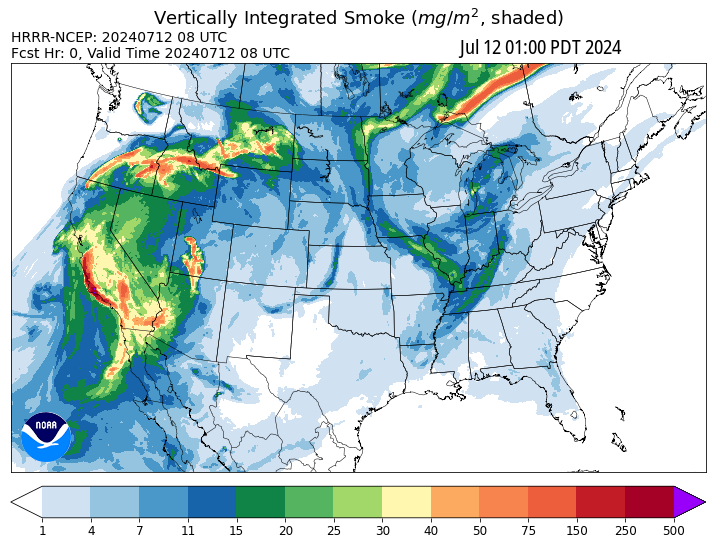 Vertically Integrated Smoke (mg/m², shaded)
HRRR-NCEP: 20240712 08 UTC
Fcst Hr: 0, Valid Time 20240712 08 UTC
Jul 12 01:00 PDT 2024
NOAA
1 4 7 11 15 20 25 30 40 50 75 150 250 500